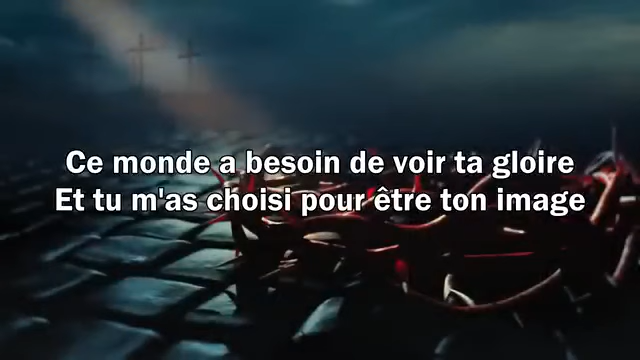 Ce monde a besoin de voir ta gloire
Et tu m'as choisi pour être ton image